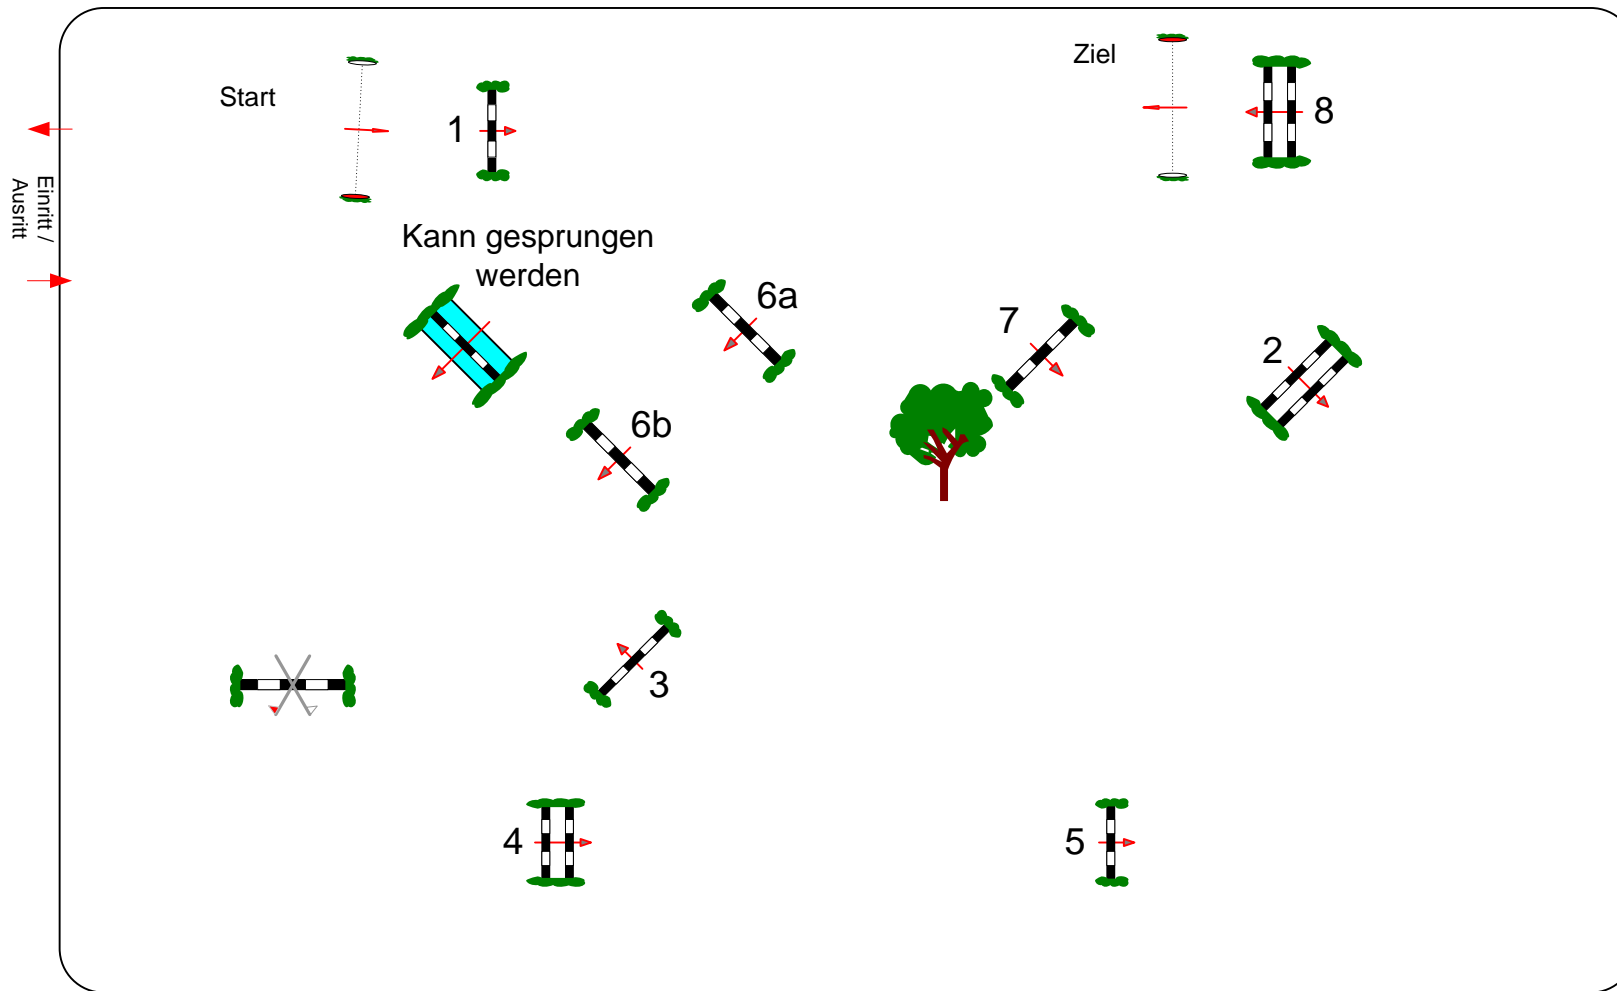 Start
1
Ziel
8
Einritt /
Ausritt
Kann gesprungen
werden
6a
7
2
6b
3
4
5